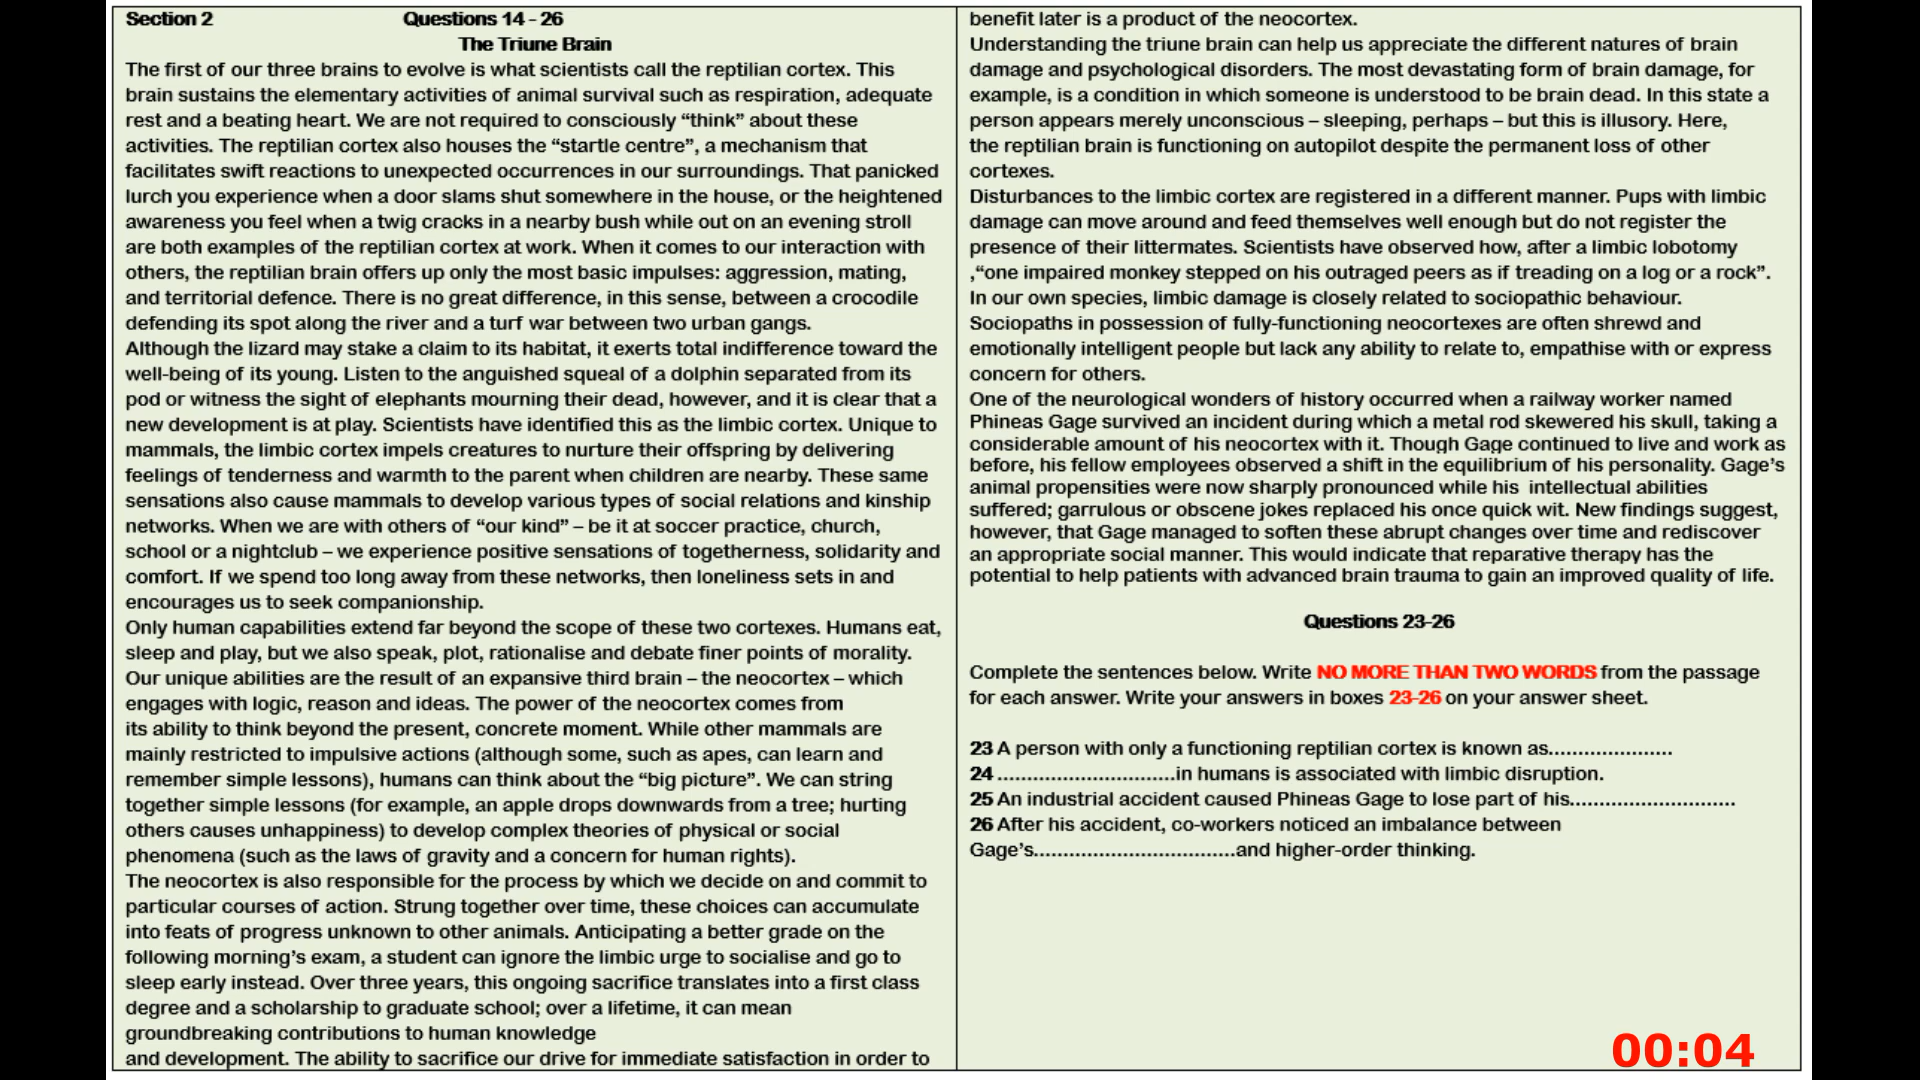 Section 2 Questions 14 - 26
The Triune Brain
The first of our three brains to evolve is what scientists call the reptilian cortex. This
brain sustains the elementary activities of animal survival such as respiration, adequate
rest and a beating heart. We are not required to consciously “think” about these
activities. The reptilian cortex also houses the “startle centre”, a mechanism that
facilitates swift reactions to unexpected occurrences in our surroundings. That panicked
lurch you experience when a door slams shut somewhere in the house, or the heightened
awareness you feel when a twig cracks in a nearby bush while out on an evening stroll
are both examples of the reptilian cortex at work. When it comes to our interaction with
others, the reptilian brain offers up only the most basic impulses: aggression, mating,
and territorial defence. There is no great difference, in this sense, between a crocodile
defending its spot along the river and a turf war between two urban gangs.
Although the lizard may stake a claim to its habitat, it exerts total indifference toward the
well-being of its young. Listen to the anguished squeal of a dolphin separated from its
pod or witness the sight of elephants mourning their dead, however, and it is clear that a
new development is at play. Scientists have identified this as the limbic cortex. Unique to
mammals, the limbic cortex impels creatures to nurture their offspring by delivering
feelings of tenderness and warmth to the parent when children are nearby. These same
sensations also cause mammals to develop various types of social relations and kinship
networks. When we are with others of “our kind” – be it at soccer practice, church,
school or a nightclub – we experience positive sensations of togetherness, solidarity and
comfort. If we spend too long away from these networks, then loneliness sets in and
encourages us to seek companionship.
Only human capabilities extend far beyond the scope of these two cortexes. Humans eat,
sleep and play, but we also speak, plot, rationalise and debate finer points of morality.
Our unique abilities are the result of an expansive third brain – the neocortex – which
engages with logic, reason and ideas. The power of the neocortex comes from
its ability to think beyond the present, concrete moment. While other mammals are
mainly restricted to impulsive actions (although some, such as apes, can learn and
remember simple lessons), humans can think about the “big picture”. We can string
together simple lessons (for example, an apple drops downwards from a tree; hurting
others causes unhappiness) to develop complex theories of physical or social
phenomena (such as the laws of gravity and a concern for human rights).
The neocortex is also responsible for the process by which we decide on and commit to
particular courses of action. Strung together over time, these choices can accumulate
into feats of progress unknown to other animals. Anticipating a better grade on the
following morning’s exam, a student can ignore the limbic urge to socialise and go to
sleep early instead. Over three years, this ongoing sacrifice translates into a first class
degree and a scholarship to graduate school; over a lifetime, it can mean
groundbreaking contributions to human knowledge
and development. The ability to sacrifice our drive for immediate satisfaction in order to
benefit later is a product of the neocortex.
Understanding the triune brain can help us appreciate the different natures of brain
damage and psychological disorders. The most devastating form of brain damage, for
example, is a condition in which someone is understood to be brain dead. In this state a
person appears merely unconscious – sleeping, perhaps – but this is illusory. Here,
the reptilian brain is functioning on autopilot despite the permanent loss of other
cortexes.
Disturbances to the limbic cortex are registered in a different manner. Pups with limbic
damage can move around and feed themselves well enough but do not register the
presence of their littermates. Scientists have observed how, after a limbic lobotomy
,“one impaired monkey stepped on his outraged peers as if treading on a log or a rock”.
In our own species, limbic damage is closely related to sociopathic behaviour.
Sociopaths in possession of fully-functioning neocortexes are often shrewd and
emotionally intelligent people but lack any ability to relate to, empathise with or express
concern for others.
One of the neurological wonders of history occurred when a railway worker named
Phineas Gage survived an incident during which a metal rod skewered his skull, taking a
considerable amount of his neocortex with it. Though Gage continued to live and work as
before, his fellow employees observed a shift in the equilibrium of his personality. Gage’s
animal propensities were now sharply pronounced while his intellectual abilities
suffered; garrulous or obscene jokes replaced his once quick wit. New findings suggest,
however, that Gage managed to soften these abrupt changes over time and rediscover
an appropriate social manner. This would indicate that reparative therapy has the
potential to help patients with advanced brain trauma to gain an improved quality of life.
Questions 23-26
Complete the sentences below. Write NO MORE THAN TWO WORDS from the passage
for each answer. Write your answers in boxes 23-26 on your answer sheet.
23 A person with only a functioning reptilian cortex is known as.....................
24 ..............................in humans is associated with limbic disruption.
25 An industrial accident caused Phineas Gage to lose part of his............................
26 After his accident, co-workers noticed an imbalance between
Gage’s..................................and higher-order thinking.
00:04